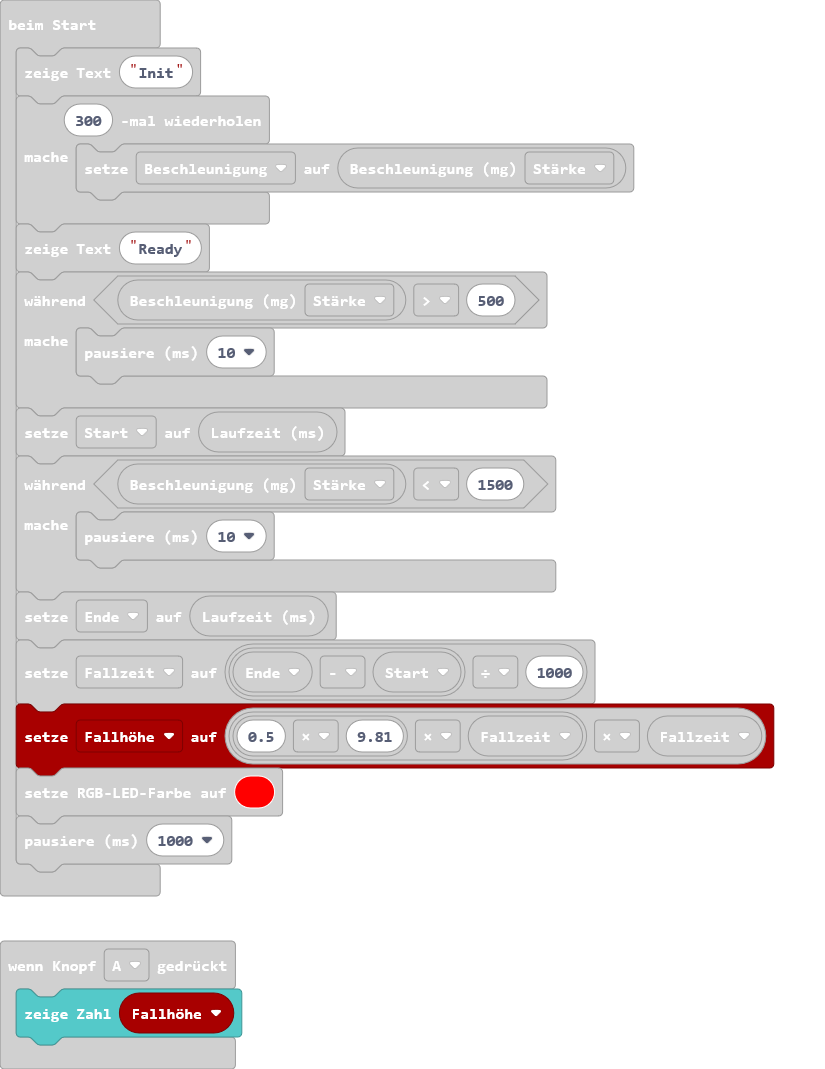 beim Start
zeige Text "Init"
300 -mal wiederholen
mache setze Beschleunigung auf Beschleunigung (mg) Stärke
zeige Text "Ready"
während Beschleunigung (mg) Stärke > 500
mache pausiere (ms) 10
setze Start auf Laufzeit (ms)
während Beschleunigung (mg) Stärke < 1500
mache pausiere (ms) 10
setze Ende auf Laufzeit (ms)
setze Fallzeit auf Ende - Start ÷ 1000
setze Fallhöhe auf 0.5 × 9.81 × Fallzeit × Fallzeit
setze RGB-LED-Farbe auf
pausiere (ms) 1000
wenn Knopf A gedrückt
zeige Zahl Fallhöhe